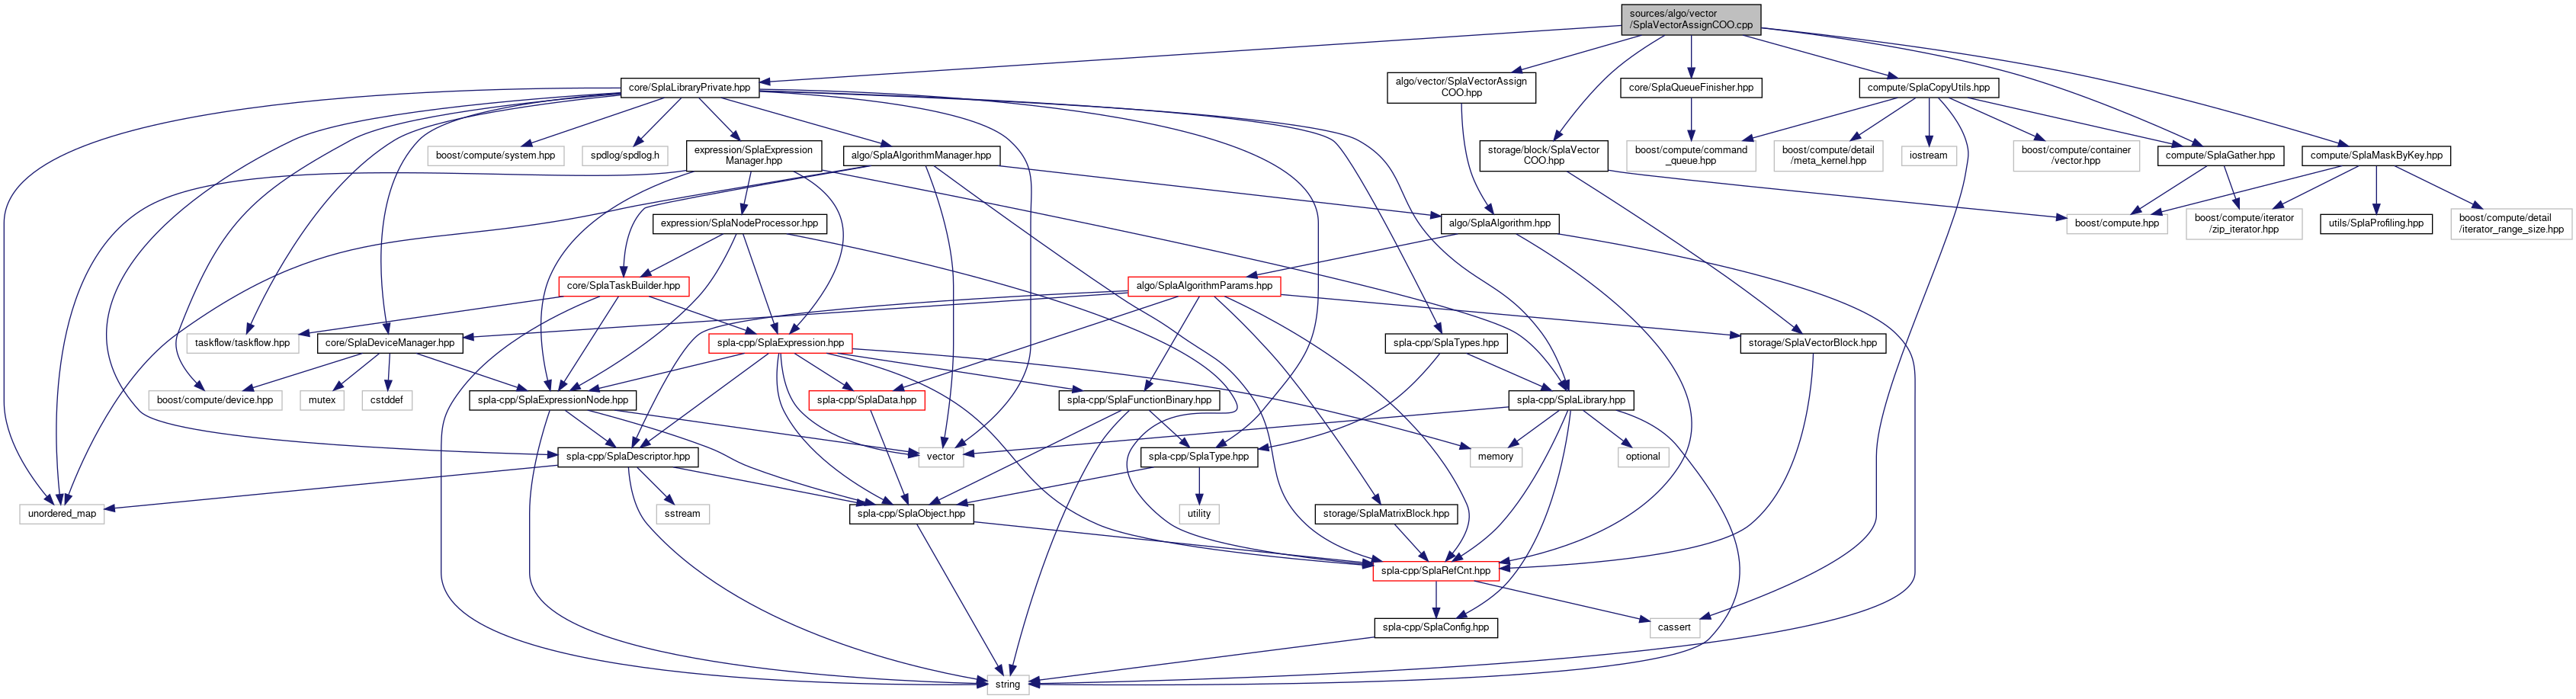 sources/algo/vector
/SplaVectorAssignCOO.cpp
core/SplaLibraryPrivate.hpp
algo/vector/SplaVectorAssign
COO.hpp
core/SplaQueueFinisher.hpp
compute/SplaCopyUtils.hpp
boost/compute/system.hpp
spdlog/spdlog.h
expression/SplaExpression
Manager.hpp
algo/SplaAlgorithmManager.hpp
storage/block/SplaVector
COO.hpp
boost/compute/command
_queue.hpp
boost/compute/detail
/meta_kernel.hpp
iostream
boost/compute/container
/vector.hpp
compute/SplaGather.hpp
compute/SplaMaskByKey.hpp
expression/SplaNodeProcessor.hpp
algo/SplaAlgorithm.hpp
boost/compute.hpp
boost/compute/iterator
/zip_iterator.hpp
utils/SplaProfiling.hpp
boost/compute/detail
/iterator_range_size.hpp
core/SplaTaskBuilder.hpp
algo/SplaAlgorithmParams.hpp
taskflow/taskflow.hpp
core/SplaDeviceManager.hpp
spla-cpp/SplaExpression.hpp
spla-cpp/SplaTypes.hpp
storage/SplaVectorBlock.hpp
boost/compute/device.hpp
mutex
cstddef
spla-cpp/SplaExpressionNode.hpp
spla-cpp/SplaData.hpp
spla-cpp/SplaFunctionBinary.hpp
spla-cpp/SplaLibrary.hpp
spla-cpp/SplaDescriptor.hpp
vector
spla-cpp/SplaType.hpp
memory
optional
unordered_map
sstream
spla-cpp/SplaObject.hpp
utility
storage/SplaMatrixBlock.hpp
spla-cpp/SplaRefCnt.hpp
spla-cpp/SplaConfig.hpp
cassert
string